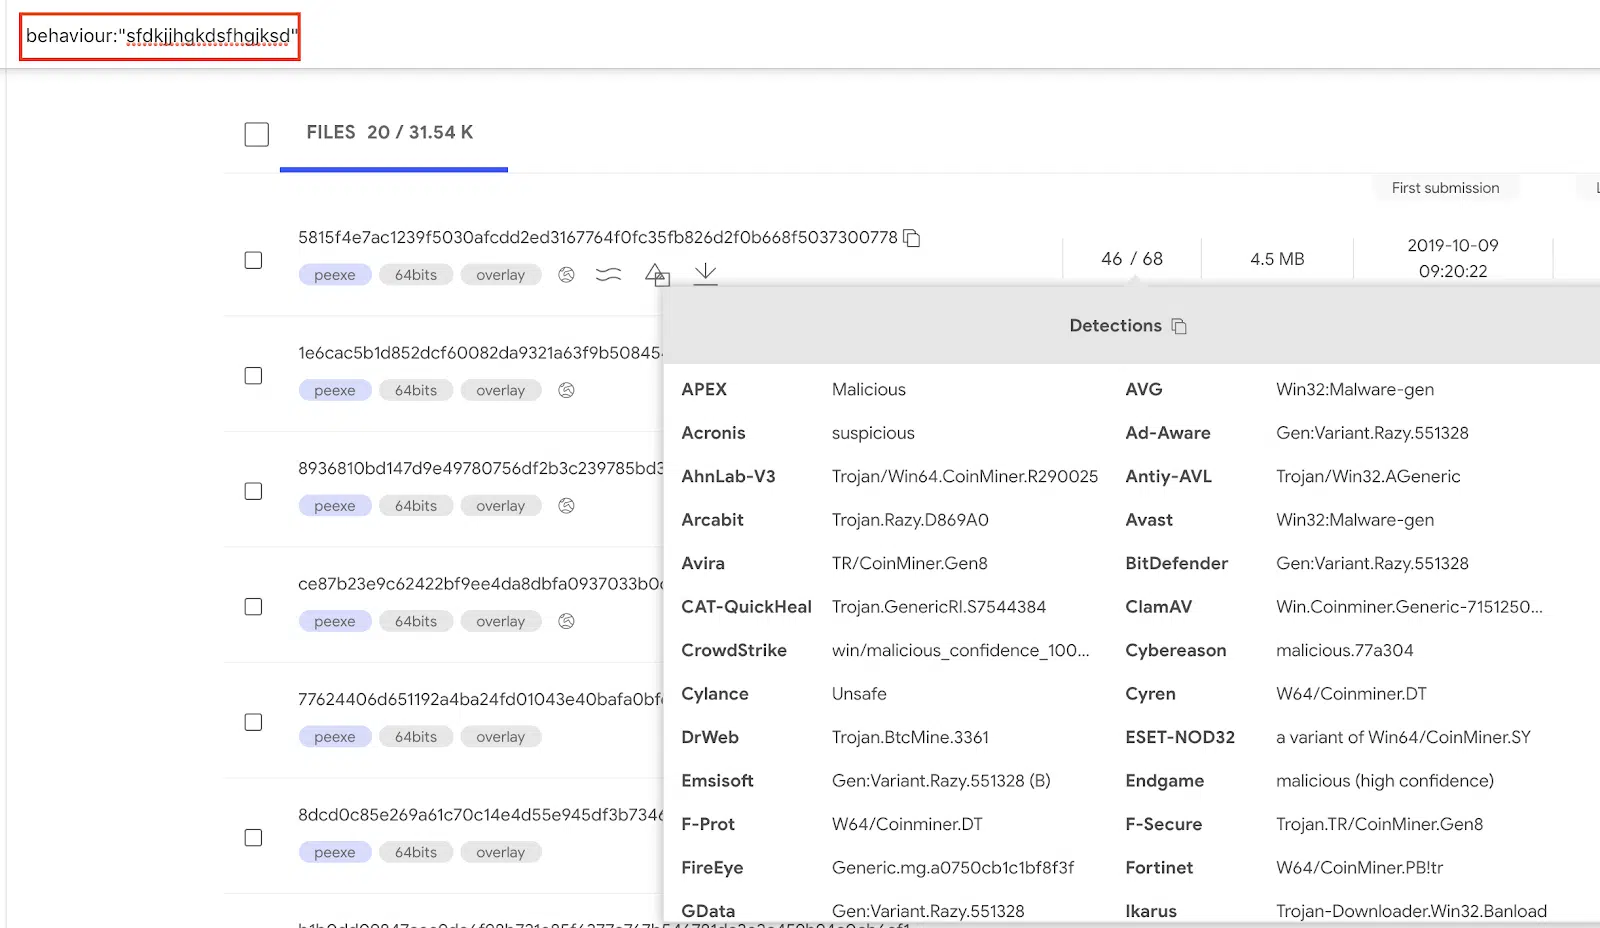 behaviour:"sfdkjjhgkdsfhgjksd"
FILES 20 / 31.54 K
First submission
5815f4e7ac1239f5030afcdd2ed3167764f0fc35fb826d2f0b668f5037300778
46 / 68
4.5 MB
2019-10-09
09:20:22
peexe 64bits overlay
Detections
1e6cac5b1d852dcf60082da9321a63f9b50845
peexe 64bits overlay
8936810bd147d9e49780756df2b3c239785bd3
peexe 64bits overlay
ce87b23e9c62422bf9ee4da8dbfa0937033b0
peexe 64bits overlay
77624406d651192a4ba24fd01043e40bafa0bf
peexe 64bits overlay
8dcd0c85e269a61c70c14e4d55e945df3b734
peexe 64bits overlay
APEX Malicious AVG Win32:Malware-gen
Acronis suspicious Ad-Aware Gen:Variant.Razy.551328
AhnLab-V3 Trojan/Win64.CoinMiner.R290025 Antiy-AVL Trojan/Win32.AGeneric
Arcabit Trojan.Razy.D869A0 Avast Win32:Malware-gen
Avira TR/CoinMiner.Gen8 BitDefender Gen:Variant.Razy.551328
CAT-QuickHeal Trojan.GenericRI.S7544384 ClamAV Win.Coinminer.Generic-7151250...
CrowdStrike win/malicious_confidence_100... Cybereason malicious.77a304
Cylance Unsafe Cyren W64/Coinminer.DT
DrWeb Trojan.BtcMine.3361 ESET-NOD32 a variant of Win64/CoinMiner.SY
Emsisoft Gen:Variant.Razy.551328 (B) Endgame malicious (high confidence)
F-Prot W64/Coinminer.DT F-Secure Trojan.TR/CoinMiner.Gen8
FireEye Generic.mg.a0750cb1c1bf8f3f Fortinet W64/CoinMiner.PB!tr
GData Gen:Variant.Razy.551328 Ikarus Trojan-Downloader.Win32.Banload